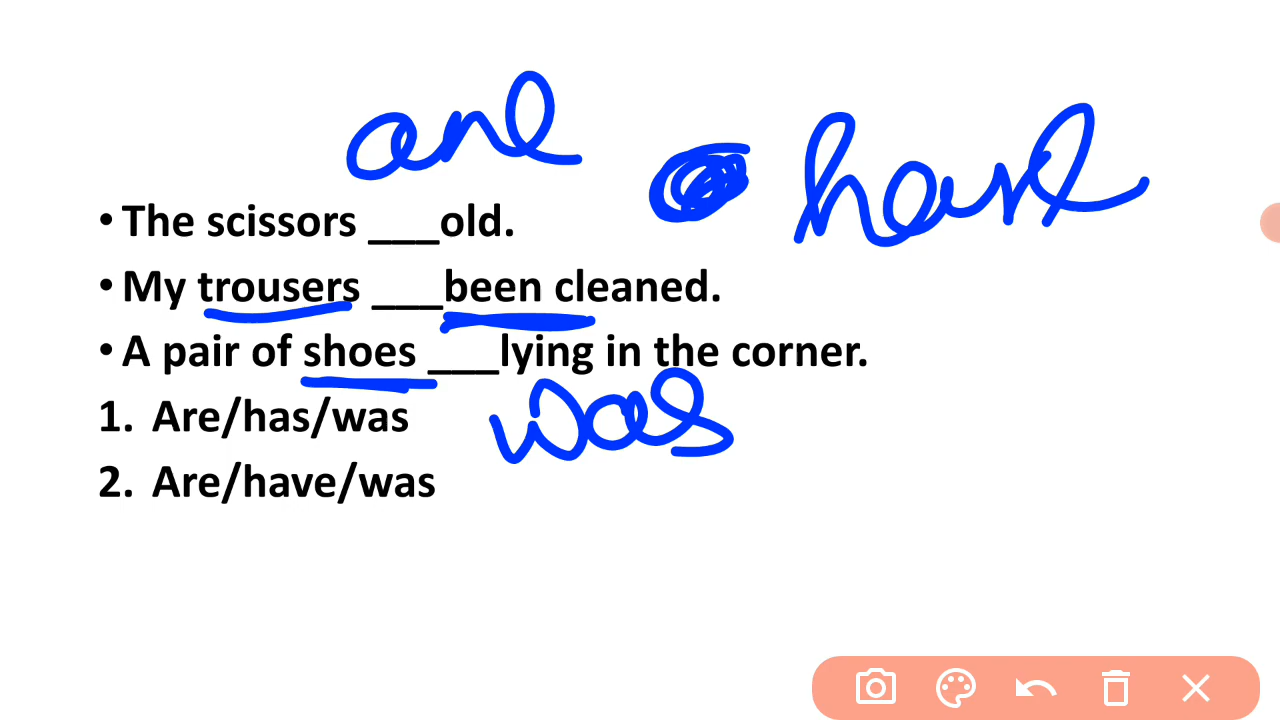 are
have
• The scissors ___old.
• My trousers ___been cleaned.
• A pair of shoes ___lying in the corner.
was
1. Are/has/was
2. Are/have/was